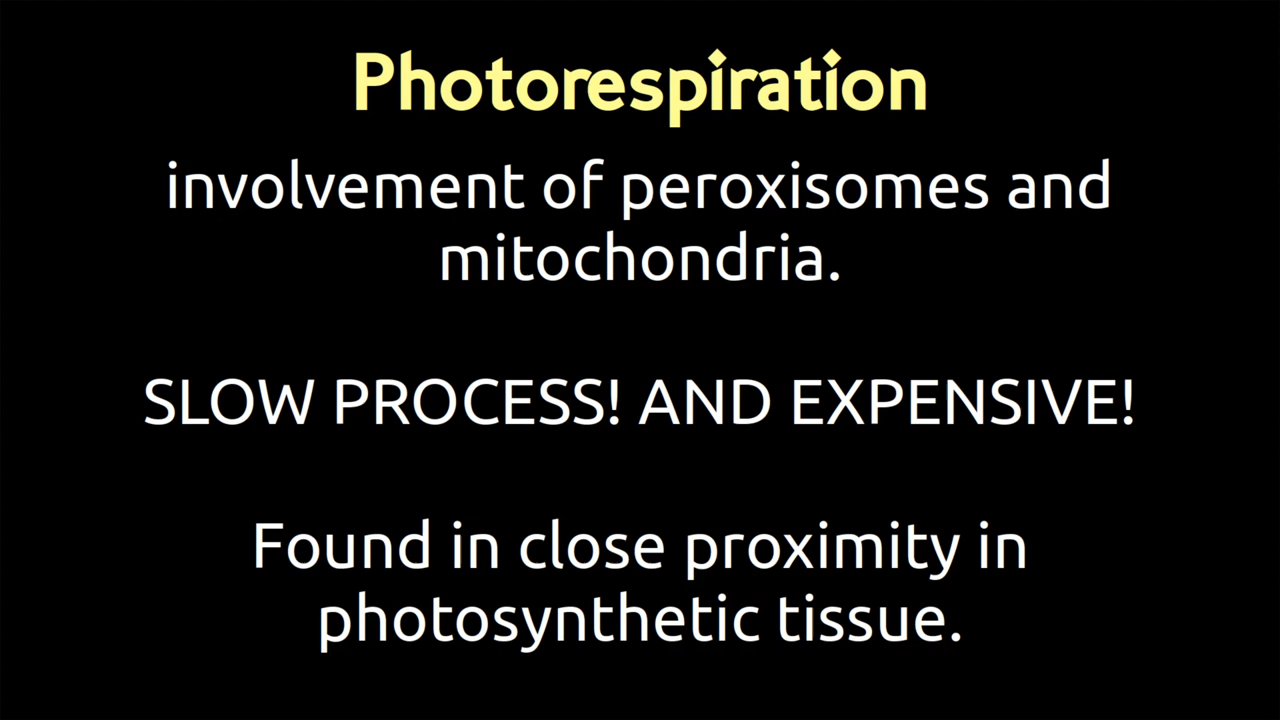 Photorespiration
involvement of peroxisomes and
mitochondria.
SLOW PROCESS! AND EXPENSIVE!
Found in close proximity in
photosynthetic tissue.